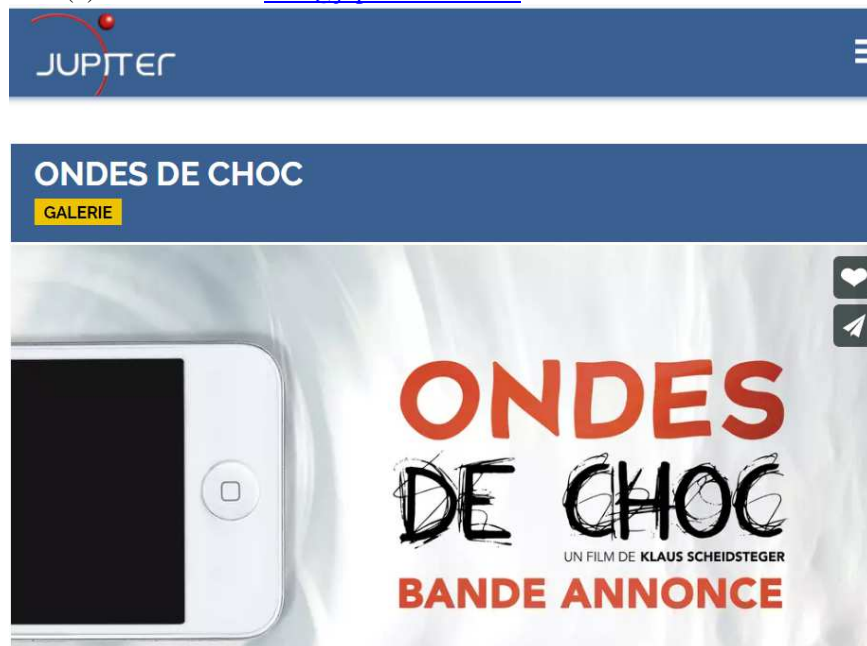 JUPITER
ONDES DE CHOC
GALERIE
ONDES
DE CHOC
UN FILM DE KLAUS SCHEIDSTEGER
BANDE ANNONCE